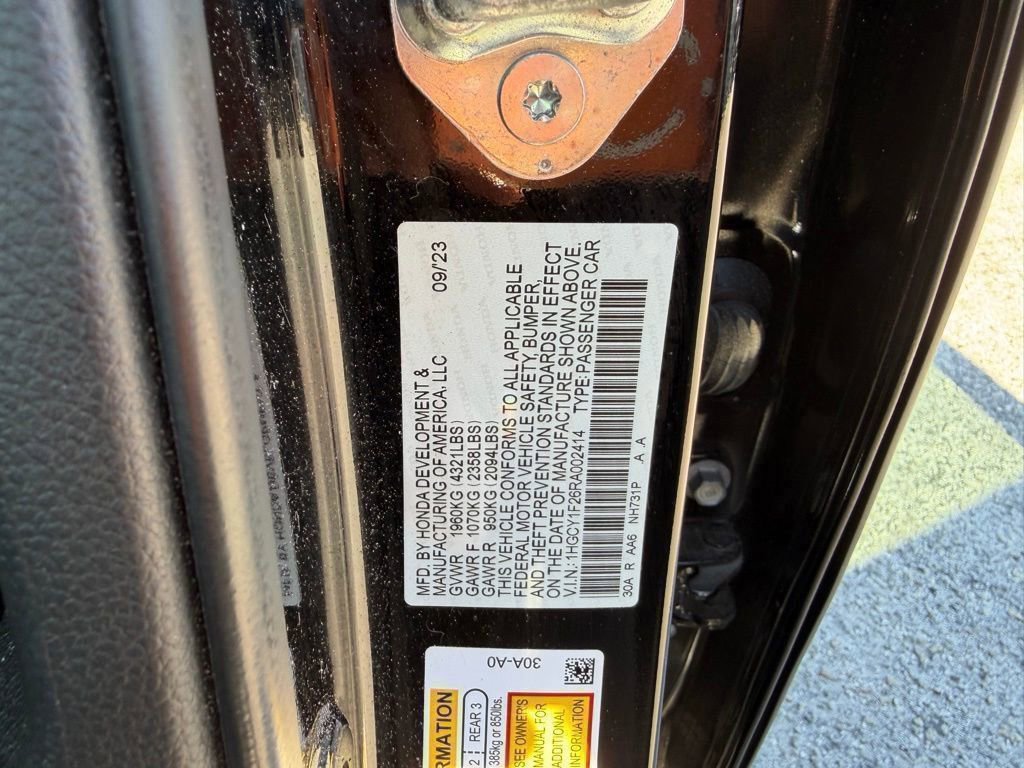 MFD. BY HONDA DEVELOPMENT &
MANUFACTURING OF AMERICA, LLC 09/'23
GVWR 1960KG (4321LBS)
GAWR F 1070KG (2358LBS)
GAWR R 950KG (2094LBS)
THIS VEHICLE CONFORMS TO ALL APPLICABLE
FEDERAL MOTOR VEHICLE SAFETY, BUMPER,
AND THEFT PREVENTION STANDARDS IN EFFECT
ON THE DATE OF MANUFACTURE SHOWN ABOVE.
V.I.N.:1HGCY1F26RA002414 TYPE:PASSENGER CAR
30A R AA6 NH731P A A
30A-A0
RMATION
2 REAR 3
385kg or 850lbs.
SEE OWNER'S
MANUAL FOR
ADDITIONAL
INFORMATION